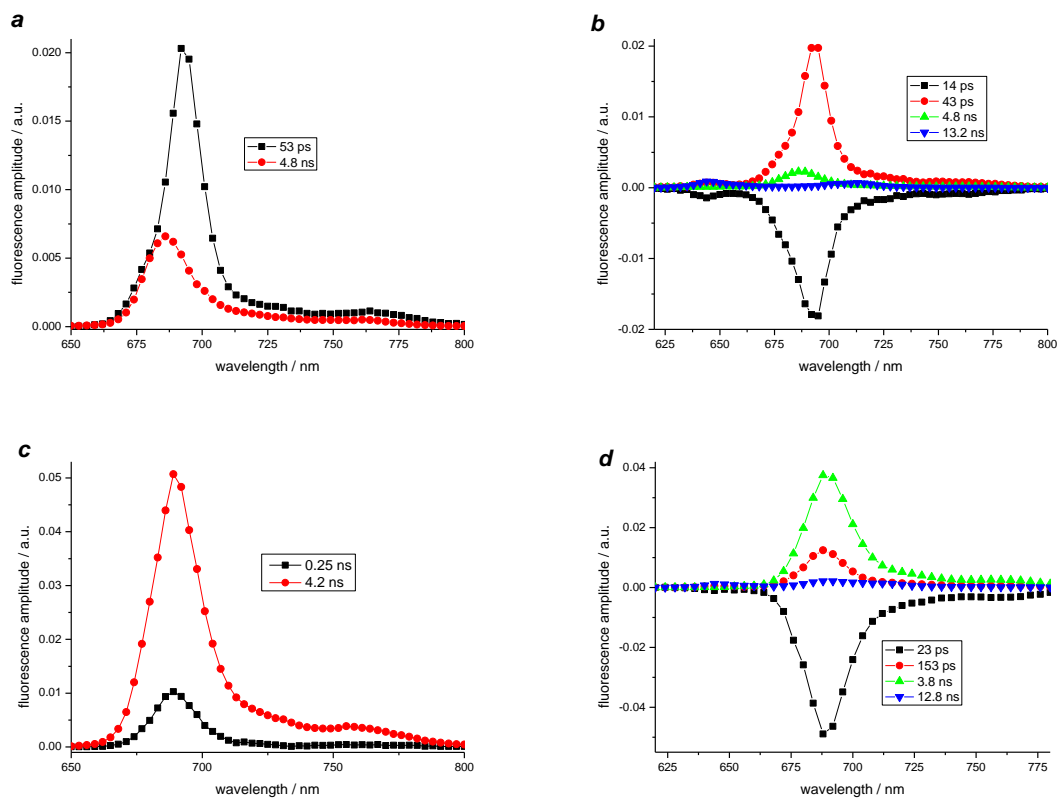 a
0.020
0.015
0.010
0.005
0.000
fluorescence amplitude / a.u.
53 ps
4.8 ns
650 675 700 725 750 775 800
wavelength / nm
b
0.02
0.01
0.00
-0.01
-0.02
fluorescence amplitude / a.u.
14 ps
43 ps
4.8 ns
13.2 ns
625 650 675 700 725 750 775 800
wavelength / nm
c
0.05
0.04
0.03
0.02
0.01
0.00
fluorescence amplitude / a.u.
0.25 ns
4.2 ns
650 700 750 800
wavelength / nm
d
0.04
0.02
0.00
-0.02
-0.04
fluorescence amplitude / a.u.
23 ps
153 ps
3.8 ns
12.8 ns
625 650 675 700 725 750 775
wavelength / nm